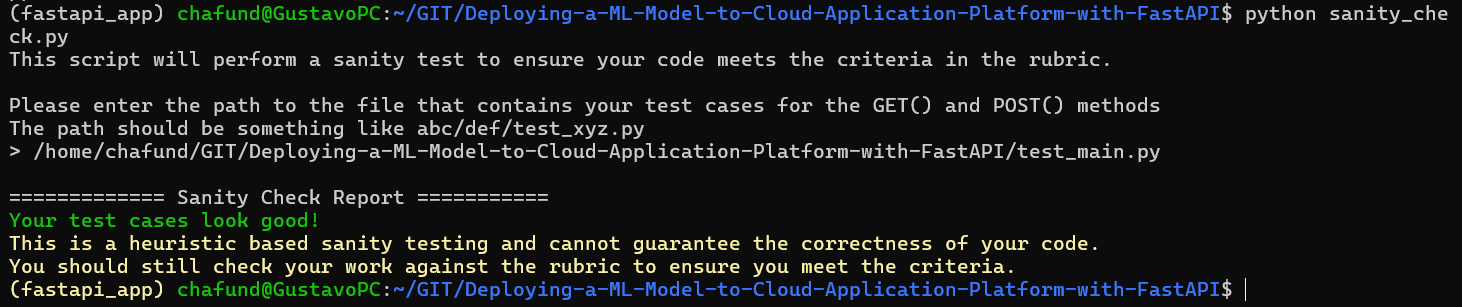 (fastapi_app) chafund@GustavoPC:~/GIT/Deploying-a-ML-Model-to-Cloud-Application-Platform-with-FastAPI$ python sanity_che
ck.py
This script will perform a sanity test to ensure your code meets the criteria in the rubric.
Please enter the path to the file that contains your test cases for the GET() and POST() methods
The path should be something like abc/def/test_xyz.py
> /home/chafund/GIT/Deploying-a-ML-Model-to-Cloud-Application-Platform-with-FastAPI/test_main.py
============= Sanity Check Report ===========
Your test cases look good!
This is a heuristic based sanity testing and cannot guarantee the correctness of your code.
You should still check your work against the rubric to ensure you meet the criteria.
(fastapi_app) chafund@GustavoPC:~/GIT/Deploying-a-ML-Model-to-Cloud-Application-Platform-with-FastAPI$